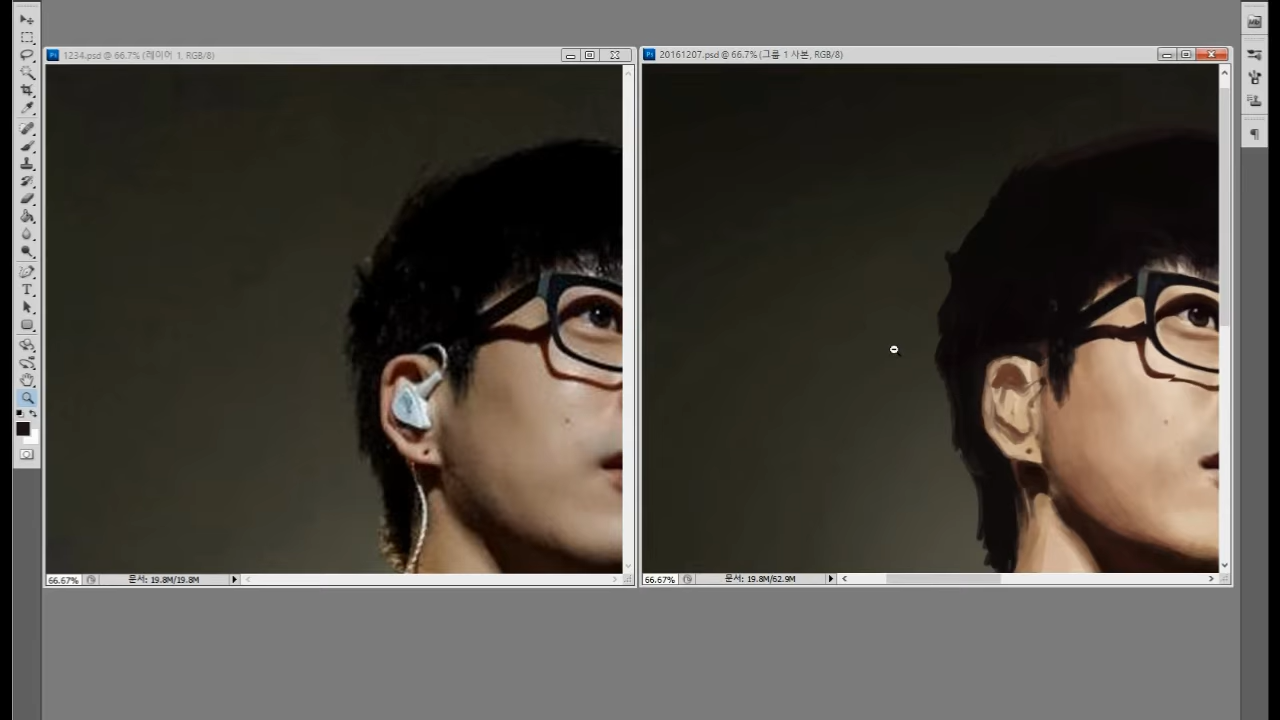 1234.psd @ 66.7% (레이어 1, RGB/8)
20161207.psd @ 66.7% (그룹 1 사본, RGB/8)
66.67%
문서: 19.8M/19.8M
66.67%
문서: 19.8M/62.9M